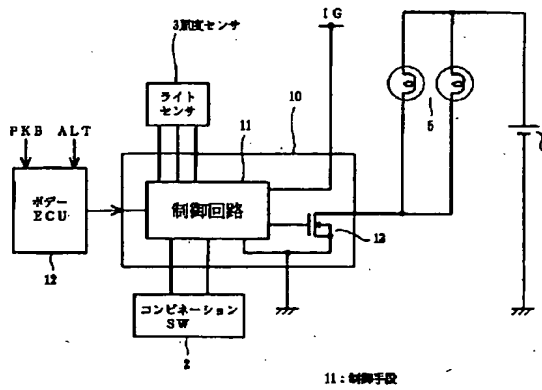 3照度センサ
IG
ライト
センサ
10
11
5
6
PKB ALT
ボデー
ECU
制御回路
13
12
コンビネーション
SW
2
11:制御手段